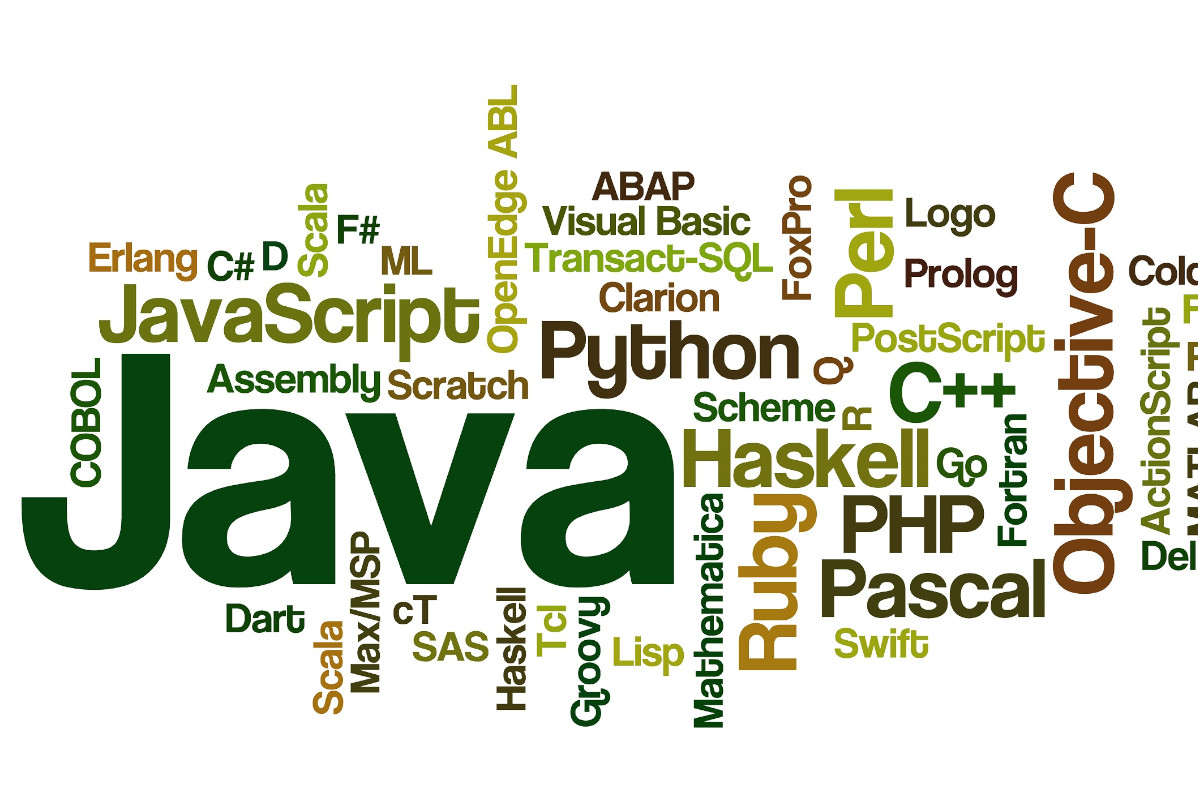 OpenEdge ABL
ABAP
FoxPro
Perl
Objective-C
Scala
Visual Basic
Logo
F#
Erlang
C#
D
ML
Transact-SQL
Prolog
JavaScript
Clarion
PostScript
Python
Q
ActionScript
COBOL
Assembly
Scratch
Scheme
R
C++
Java
Haskell
Go
Fortran
Ruby
PHP
Mathematica
Pascal
Max/MSP
Dart
cT
Haskell
Tcl
Groovy
Scala
SAS
Lisp
Swift